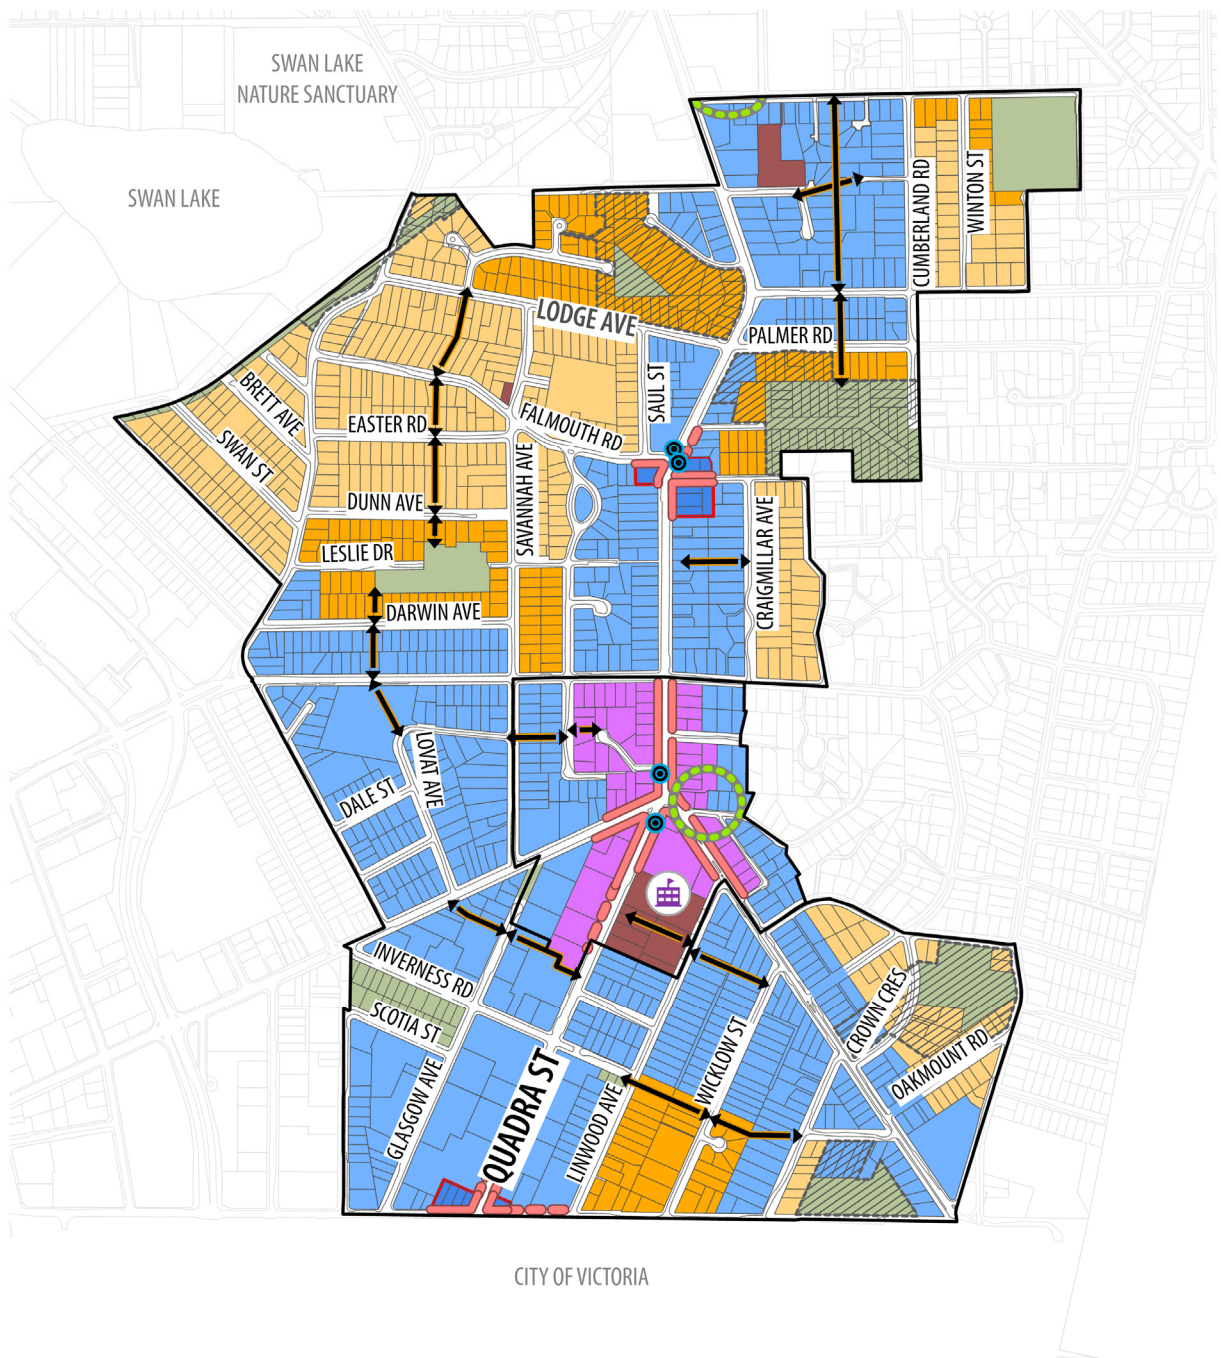 SWAN LAKE
NATURE SANCTUARY
SWAN LAKE
CUMBERLAND RD
WINTON ST
LODGE AVE
PALMER RD
SAUL ST
BRETT AVE
EASTER RD
FALMOUTH RD
SWAN ST
SAVANNAH AVE
DUNN AVE
CRAIGMILLAR AVE
LESLIE DR
DARWIN AVE
LOVAT AVE
DALE ST
INVERNESS RD
SCOTIA ST
CROWN CRES
WICKLOW ST
OAKMOUNT RD
GLASGOW AVE
QUADRA ST
LINWOOD AVE
CITY OF VICTORIA